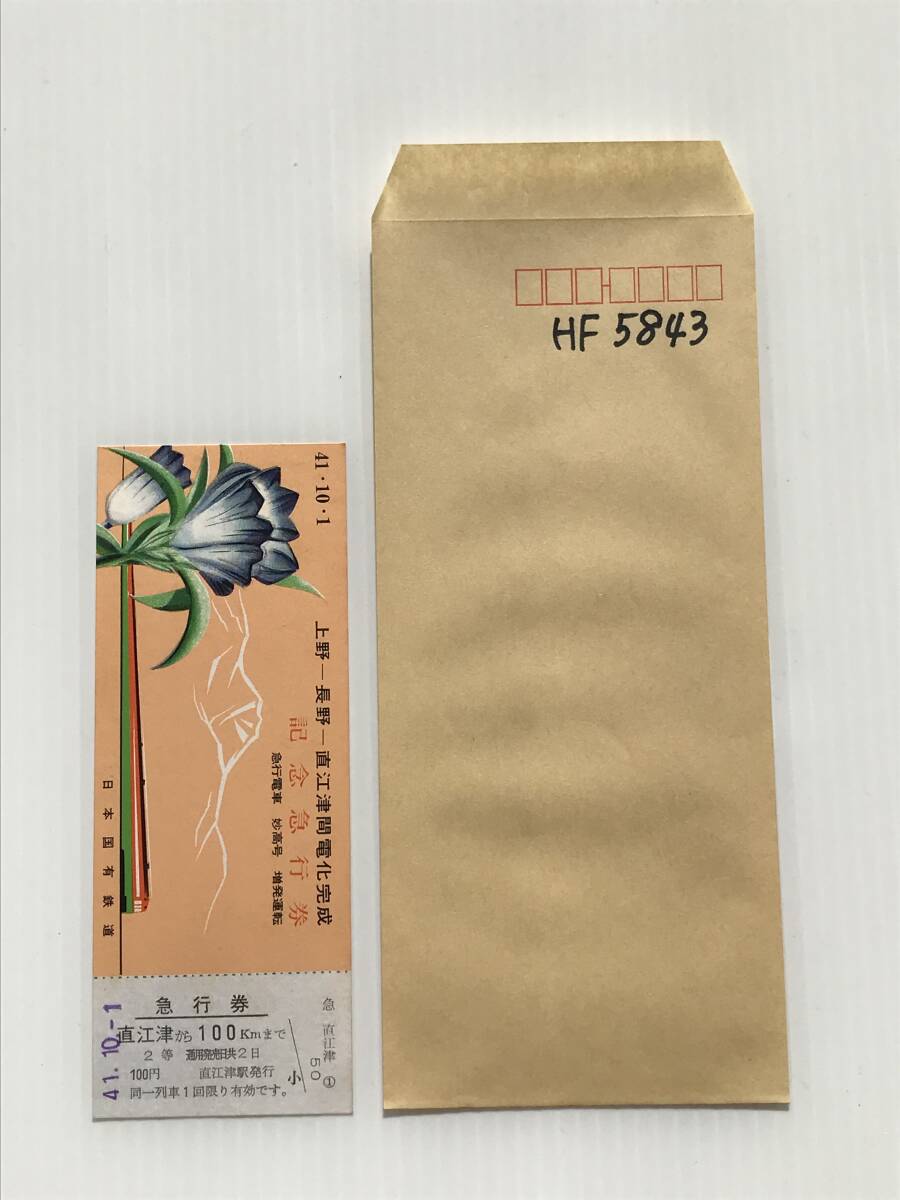 HF 5843
41・10・1
上野ー長野ー直江津間電化完成
記念急行券
急行電車 妙高号 増発運転
日本国有鉄道
急行券
直江津から100Kmまで
2等 通用発売日共2日
100円 直江津駅発行
同一列車1回限り有効です。
小 50
急 直江津 ①
41.10.-1